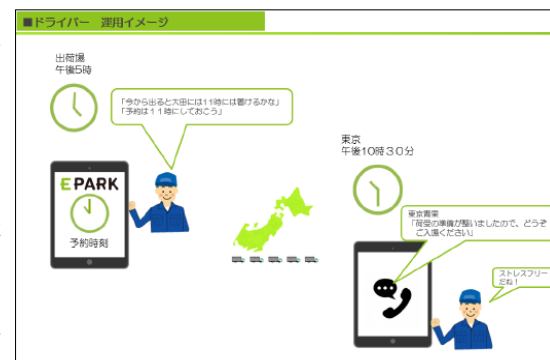 ■ドライバー 運用イメージ
出荷場
午後5時
「今から出ると大田には11時には着けるかな」
「予約は11時にしておこう」
EPARK
予約時刻
東京
午後10時30分
東京青果
「荷受の準備が整いましたので、どうぞ
ご入場ください」
ストレスフリー
だね！